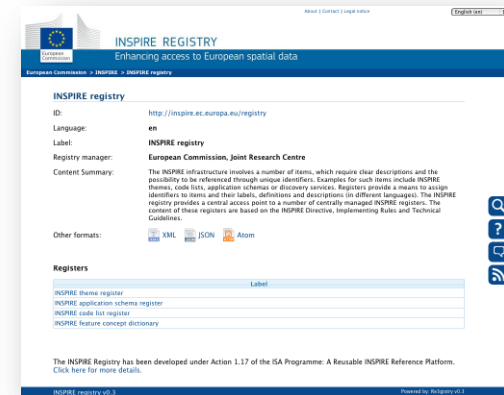 About | Contact | Legal notice
English (en)
European
Commission
INSPIRE REGISTRY
Enhancing access to European spatial data
European Commission > INSPIRE > INSPIRE registry
INSPIRE registry
ID: http://inspire.ec.europa.eu/registry
Language: en
Label: INSPIRE registry
Registry manager: European Commission, Joint Research Centre
Content Summary: The INSPIRE infrastructure involves a number of items, which require clear descriptions and the
possibility to be referenced through unique identifiers. Examples for such items include INSPIRE
themes, code lists, application schemas or discovery services. Registers provide a means to assign
identifiers to items and their labels, definitions and descriptions (in different languages). The INSPIRE
registry provides a central access point to a number of centrally managed INSPIRE registers. The
content of these registers are based on the INSPIRE Directive, Implementing Rules and Technical
Guidelines.
Other formats: XML JSON Atom
Registers
Label
INSPIRE theme register
INSPIRE application schema register
INSPIRE code list register
INSPIRE feature concept dictionary
The INSPIRE Registry has been developed under Action 1.17 of the ISA Programme: A Reusable INSPIRE Reference Platform.
Click here for more details.
INSPIRE registry v0.3
Powered by: Re3gistry v0.3